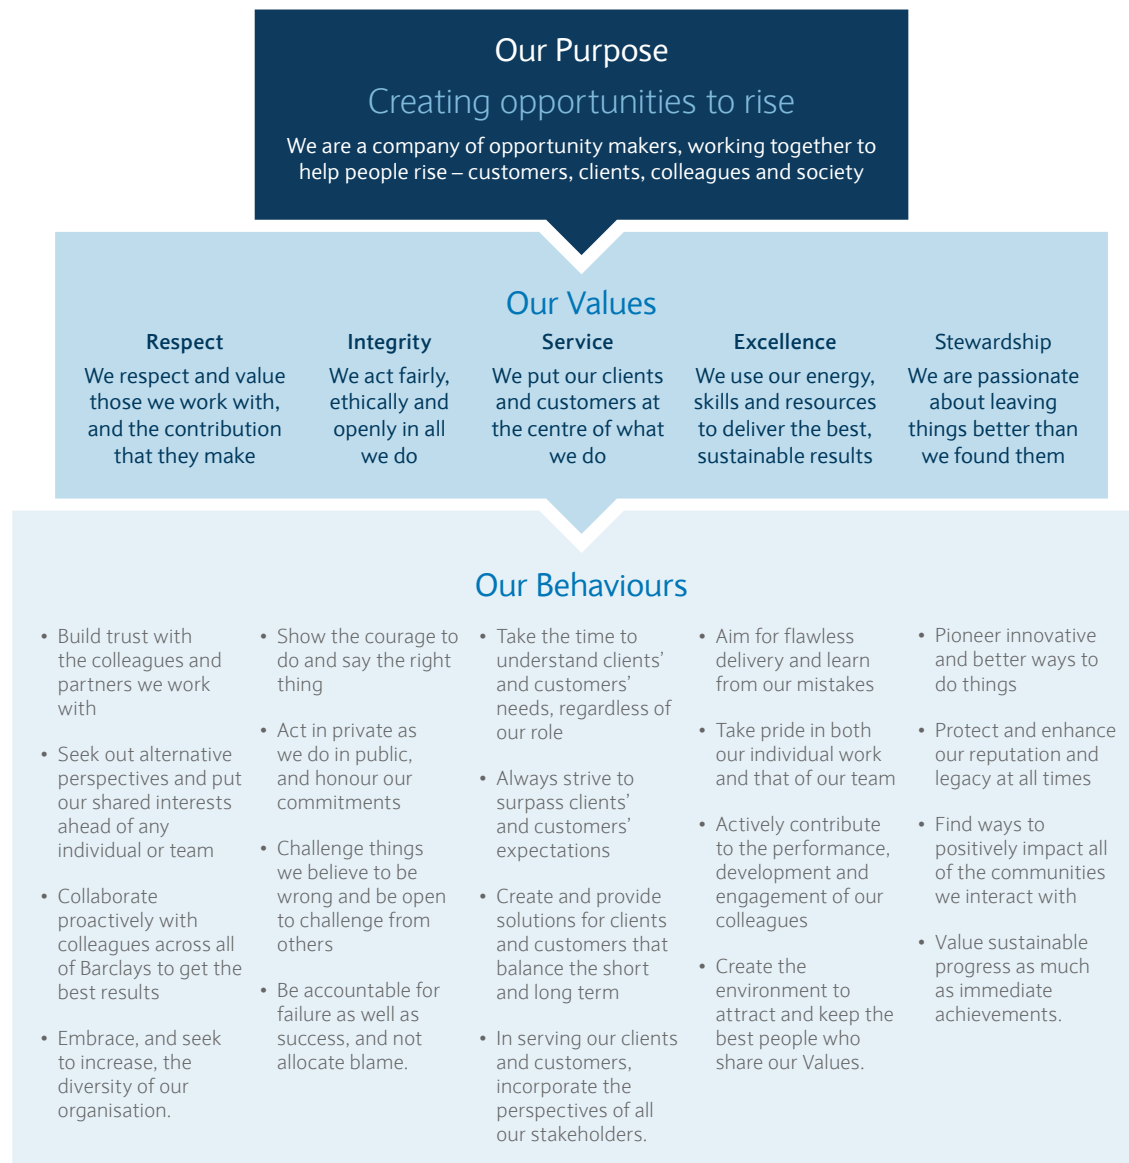 Our Purpose
Creating opportunities to rise
We are a company of opportunity makers, working together to
help people rise – customers, clients, colleagues and society
Our Values
Respect
We respect and value
those we work with,
and the contribution
that they make
Integrity
We act fairly,
ethically and
openly in all
we do
Service
We put our clients
and customers at
the centre of what
we do
Excellence
We use our energy,
skills and resources
to deliver the best,
sustainable results
Stewardship
We are passionate
about leaving
things better than
we found them
Our Behaviours
• Build trust with
the colleagues and
partners we work
with
• Seek out alternative
perspectives and put
our shared interests
ahead of any
individual or team
• Collaborate
proactively with
colleagues across all
of Barclays to get the
best results
• Embrace, and seek
to increase, the
diversity of our
organisation.
• Show the courage to
do and say the right
thing
• Act in private as
we do in public,
and honour our
commitments
• Challenge things
we believe to be
wrong and be open
to challenge from
others
• Be accountable for
failure as well as
success, and not
allocate blame.
• Take the time to
understand clients’
and customers’
needs, regardless of
our role
• Always strive to
surpass clients’
and customers’
expectations
• Create and provide
solutions for clients
and customers that
balance the short
and long term
• In serving our clients
and customers,
incorporate the
perspectives of all
our stakeholders.
• Aim for flawless
delivery and learn
from our mistakes
• Take pride in both
our individual work
and that of our team
• Actively contribute
to the performance,
development and
engagement of our
colleagues
• Create the
environment to
attract and keep the
best people who
share our Values.
• Pioneer innovative
and better ways to
do things
• Protect and enhance
our reputation and
legacy at all times
• Find ways to
positively impact all
of the communities
we interact with
• Value sustainable
progress as much
as immediate
achievements.